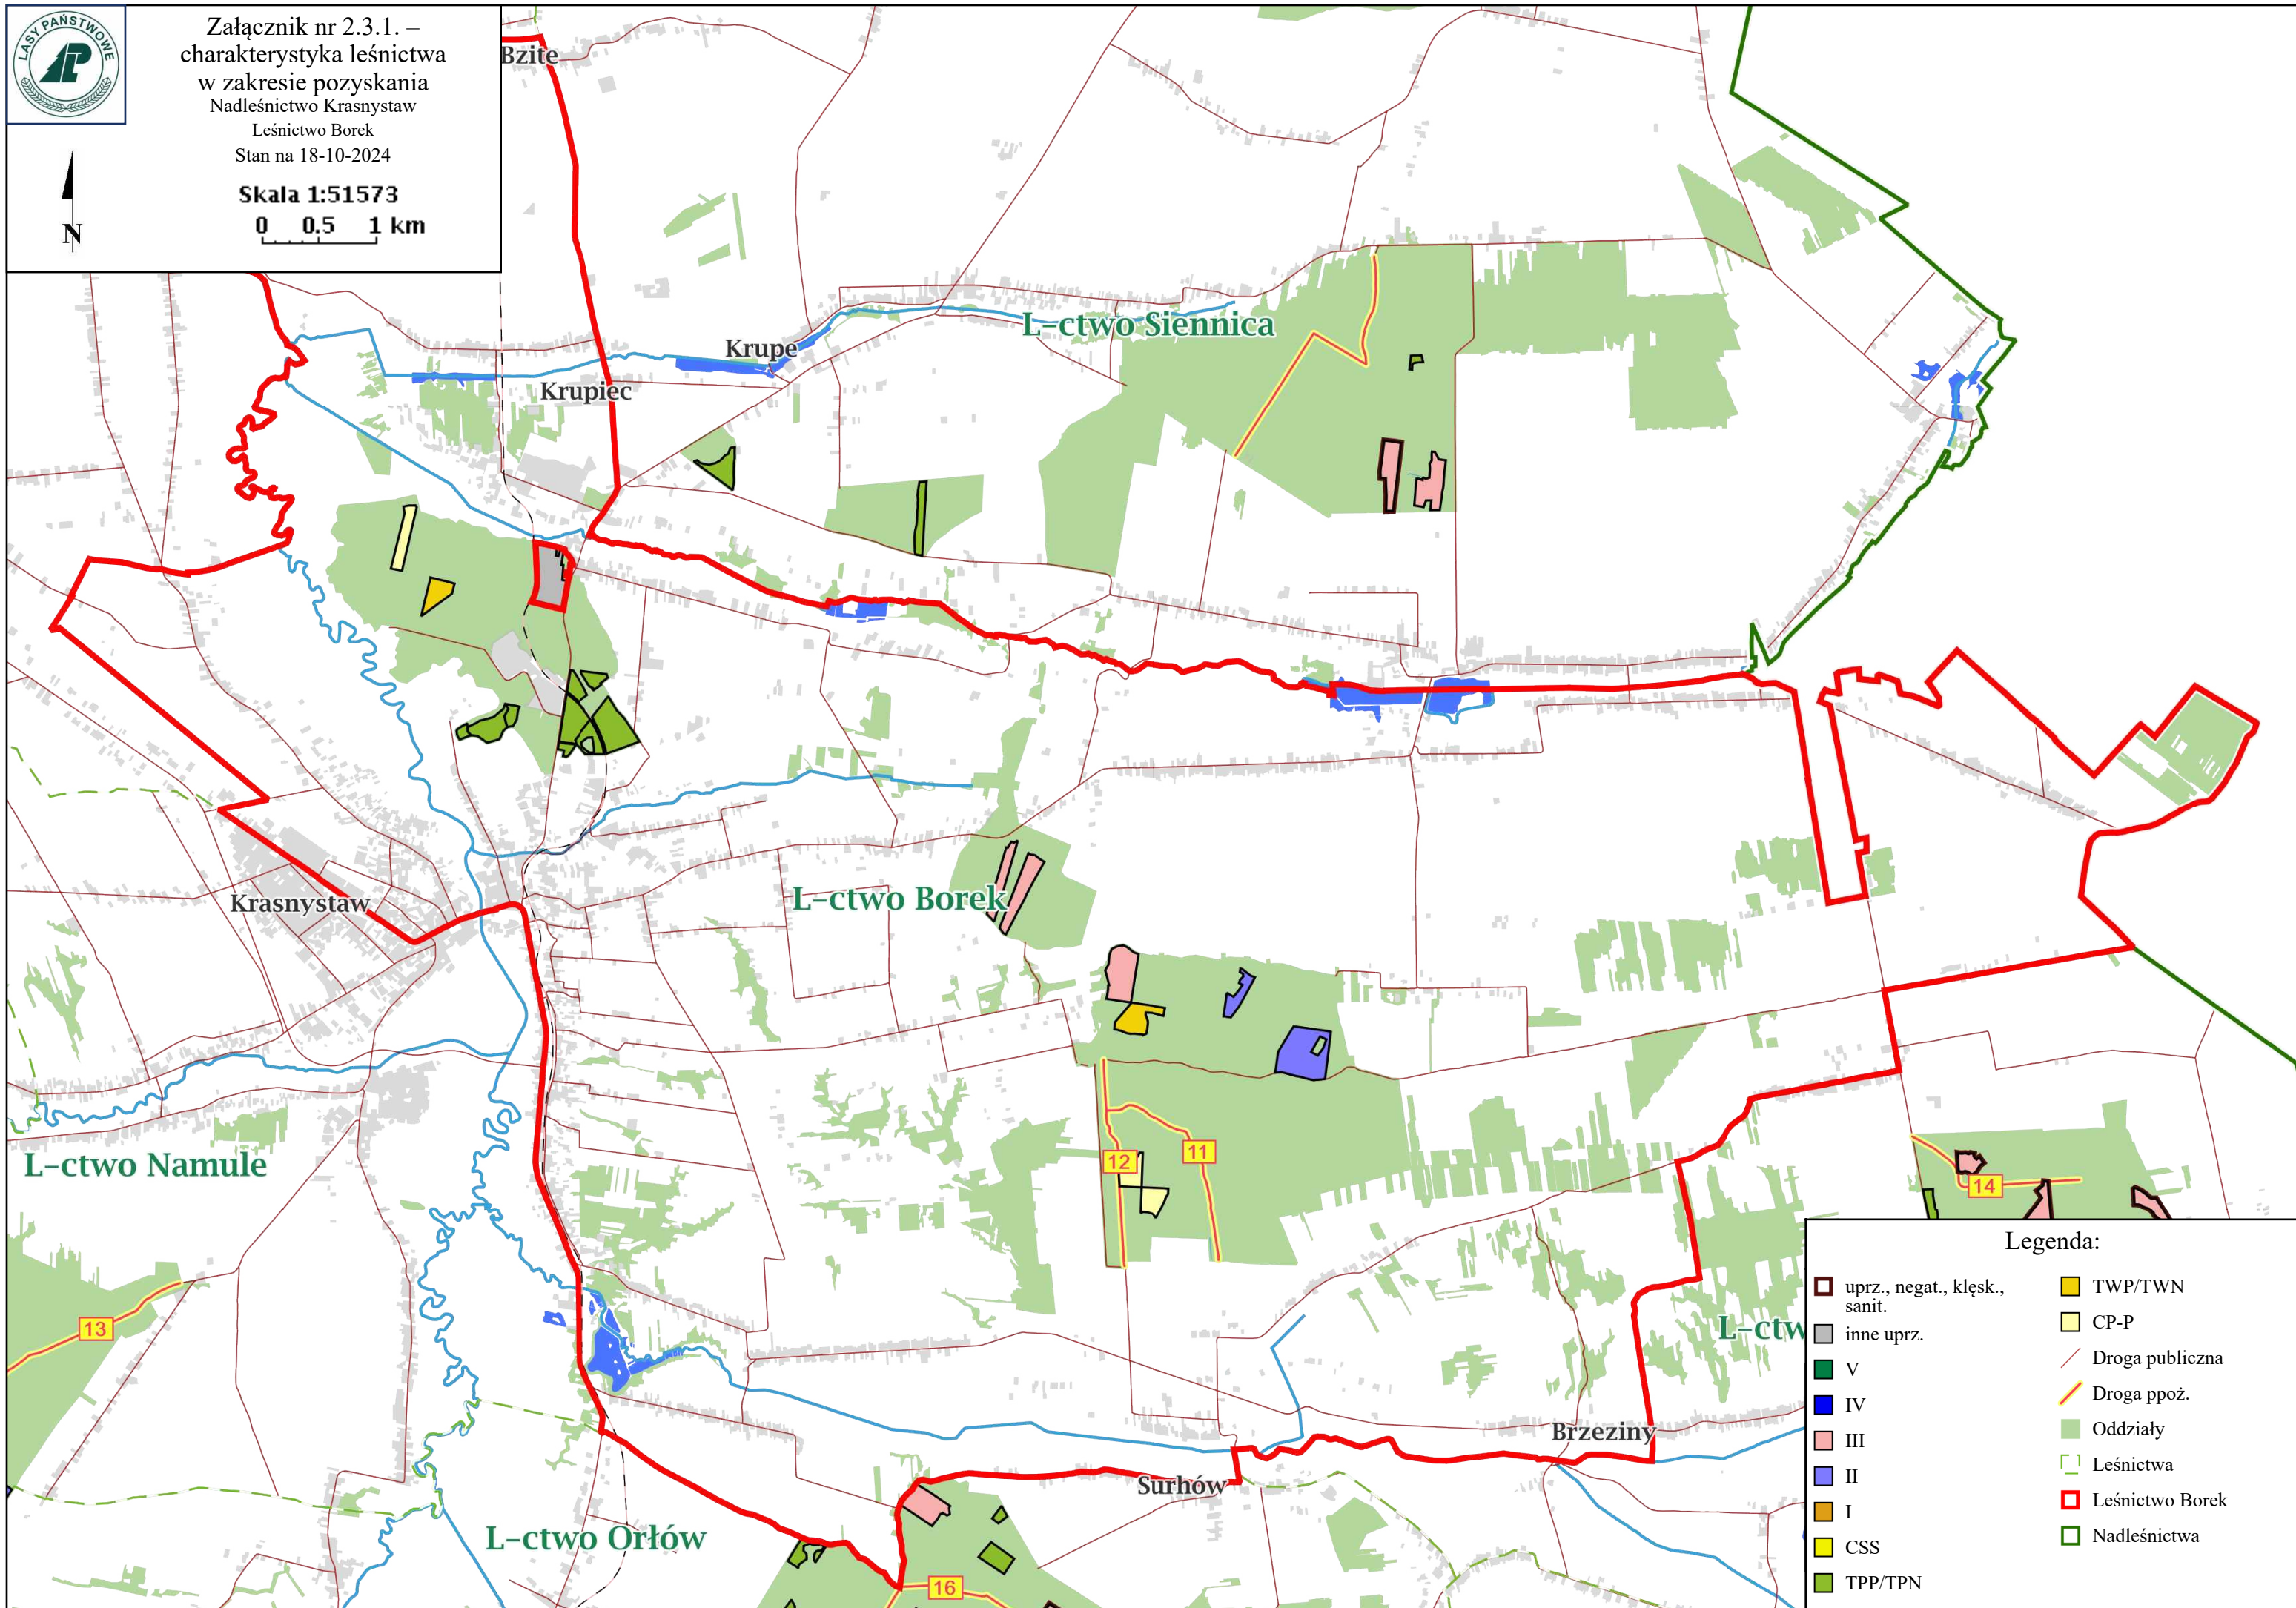 LASY PAŃSTWOWE
LP
Załącznik nr 2.3.1. –
charakterystyka leśnictwa
w zakresie pozyskania
Nadleśnictwo Krasnystaw
Leśnictwo Borek
Stan na 18-10-2024
Skala 1:51573
0 0.5 1 km
N
Bzite
L-ctwo Siennica
Krupe
Krupiec
L-ctwo Borek
Krasnystaw
L-ctwo Namule
12
11
14
13
L-ctw
Brzeziny
Surhów
L-ctwo Orłów
16
Legenda:
uprz., negat., klęsk.,
sanit.
inne uprz.
V
IV
III
II
I
CSS
TPP/TPN
TWP/TWN
CP-P
Droga publiczna
Droga ppoż.
Oddziały
Leśnictwa
Leśnictwo Borek
Nadleśnictwa